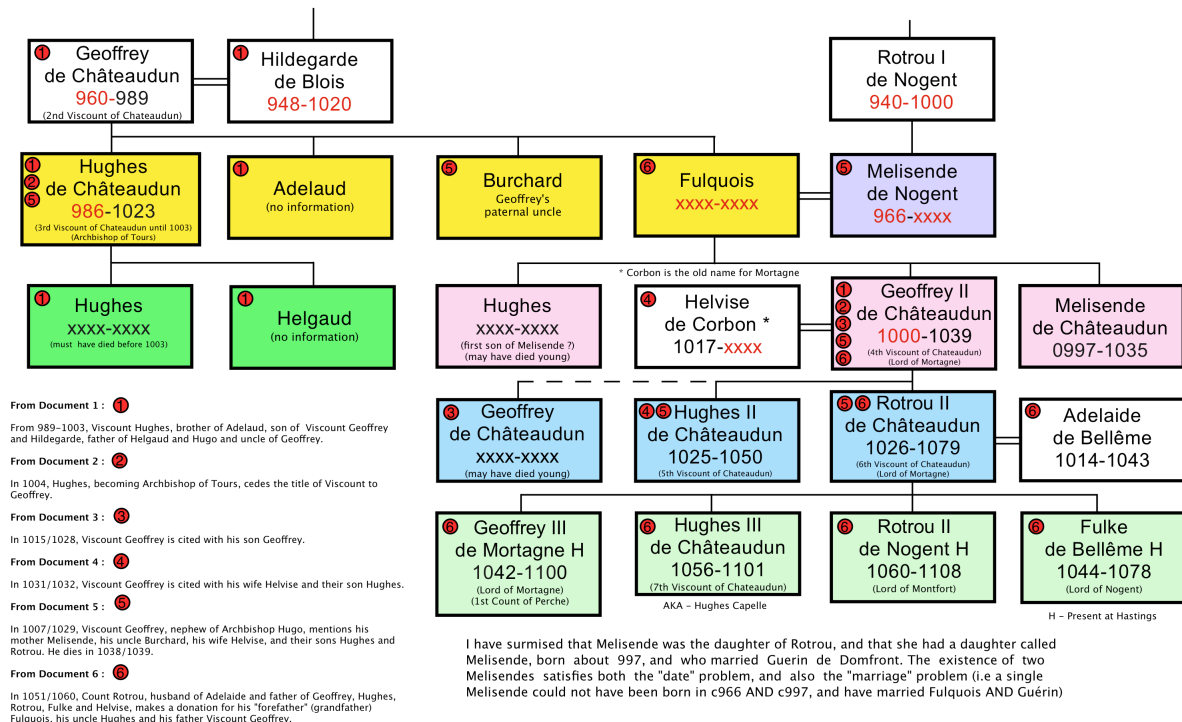 1
Geoffrey
de Châteaudun
960-989
(2nd Viscount of Chateaudun)
1
Hildegarde
de Blois
948-1020
Rotrou I
de Nogent
940-1000
1
2
5
Hughes
de Châteaudun
986-1023
(3rd Viscount of Chateaudun until 1003)
(Archbishop of Tours)
1
Adelaud
(no information)
5
Burchard
Geoffrey's
paternal uncle
6
Fulquois
xxxx-xxxx
5
Melisende
de Nogent
966-xxxx
* Corbon is the old name for Mortagne
1
Hughes
xxxx-xxxx
(must have died before 1003)
1
Helgaud
(no information)
Hughes
xxxx-xxxx
(first son of Melisende ?)
(may have died young)
4
Helvise
de Corbon *
1017-xxxx
1
2
3
5
6
Geoffrey II
de Châteaudun
1000-1039
(4th Viscount of Chateaudun)
(Lord of Mortagne)
Melisende
de Châteaudun
0997-1035
3
Geoffrey
de Châteaudun
xxxx-xxxx
(may have died young)
4 5
Hughes II
de Châteaudun
1025-1050
(5th Viscount of Chateaudun)
5 6
Rotrou II
de Châteaudun
1026-1079
(6th Viscount of Chateaudun)
(Lord of Mortagne)
6
Adelaide
de Bellême
1014-1043
6
Geoffrey III
de Mortagne H
1042-1100
(Lord of Mortagne)
(1st Count of Perche)
6
Hughes III
de Châteaudun
1056-1101
(7th Viscount of Chateaudun)
AKA - Hughes Capelle
6
Rotrou II
de Nogent H
1060-1108
(Lord of Montfort)
6
Fulke
de Bellême H
1044-1078
(Lord of Nogent)
H - Present at Hastings
From Document 1 : 1
From 989-1003, Viscount Hughes, brother of Adelaud, son of Viscount Geoffrey
and Hildegarde, father of Helgaud and Hugo and uncle of Geoffrey.
From Document 2 : 2
In 1004, Hughes, becoming Archbishop of Tours, cedes the title of Viscount to
Geoffrey.
From Document 3 : 3
In 1015/1028, Viscount Geoffrey is cited with his son Geoffrey.
From Document 4 : 4
In 1031/1032, Viscount Geoffrey is cited with his wife Helvise and their son Hughes.
From Document 5 : 5
In 1007/1029, Viscount Geoffrey, nephew of Archbishop Hugo, mentions his
mother Melisende, his uncle Burchard, his wife Helvise, and their sons Hughes and
Rotrou. He dies in 1038/1039.
From Document 6 : 6
In 1051/1060, Count Rotrou, husband of Adelaide and father of Geoffrey, Hughes,
Rotrou, Fulke and Helvise, makes a donation for his "forefather" (grandfather)
Fulquois, his uncle Hughes and his father Viscount Geoffrey.
I have surmised that Melisende was the daughter of Rotrou, and that she had a daughter called
Melisende, born about 997, and who married Guerin de Domfront. The existence of two
Melisendes satisfies both the "date" problem, and also the "marriage" problem (i.e a single
Melisende could not have been born in c966 AND c997, and have married Fulquois AND Guérin)